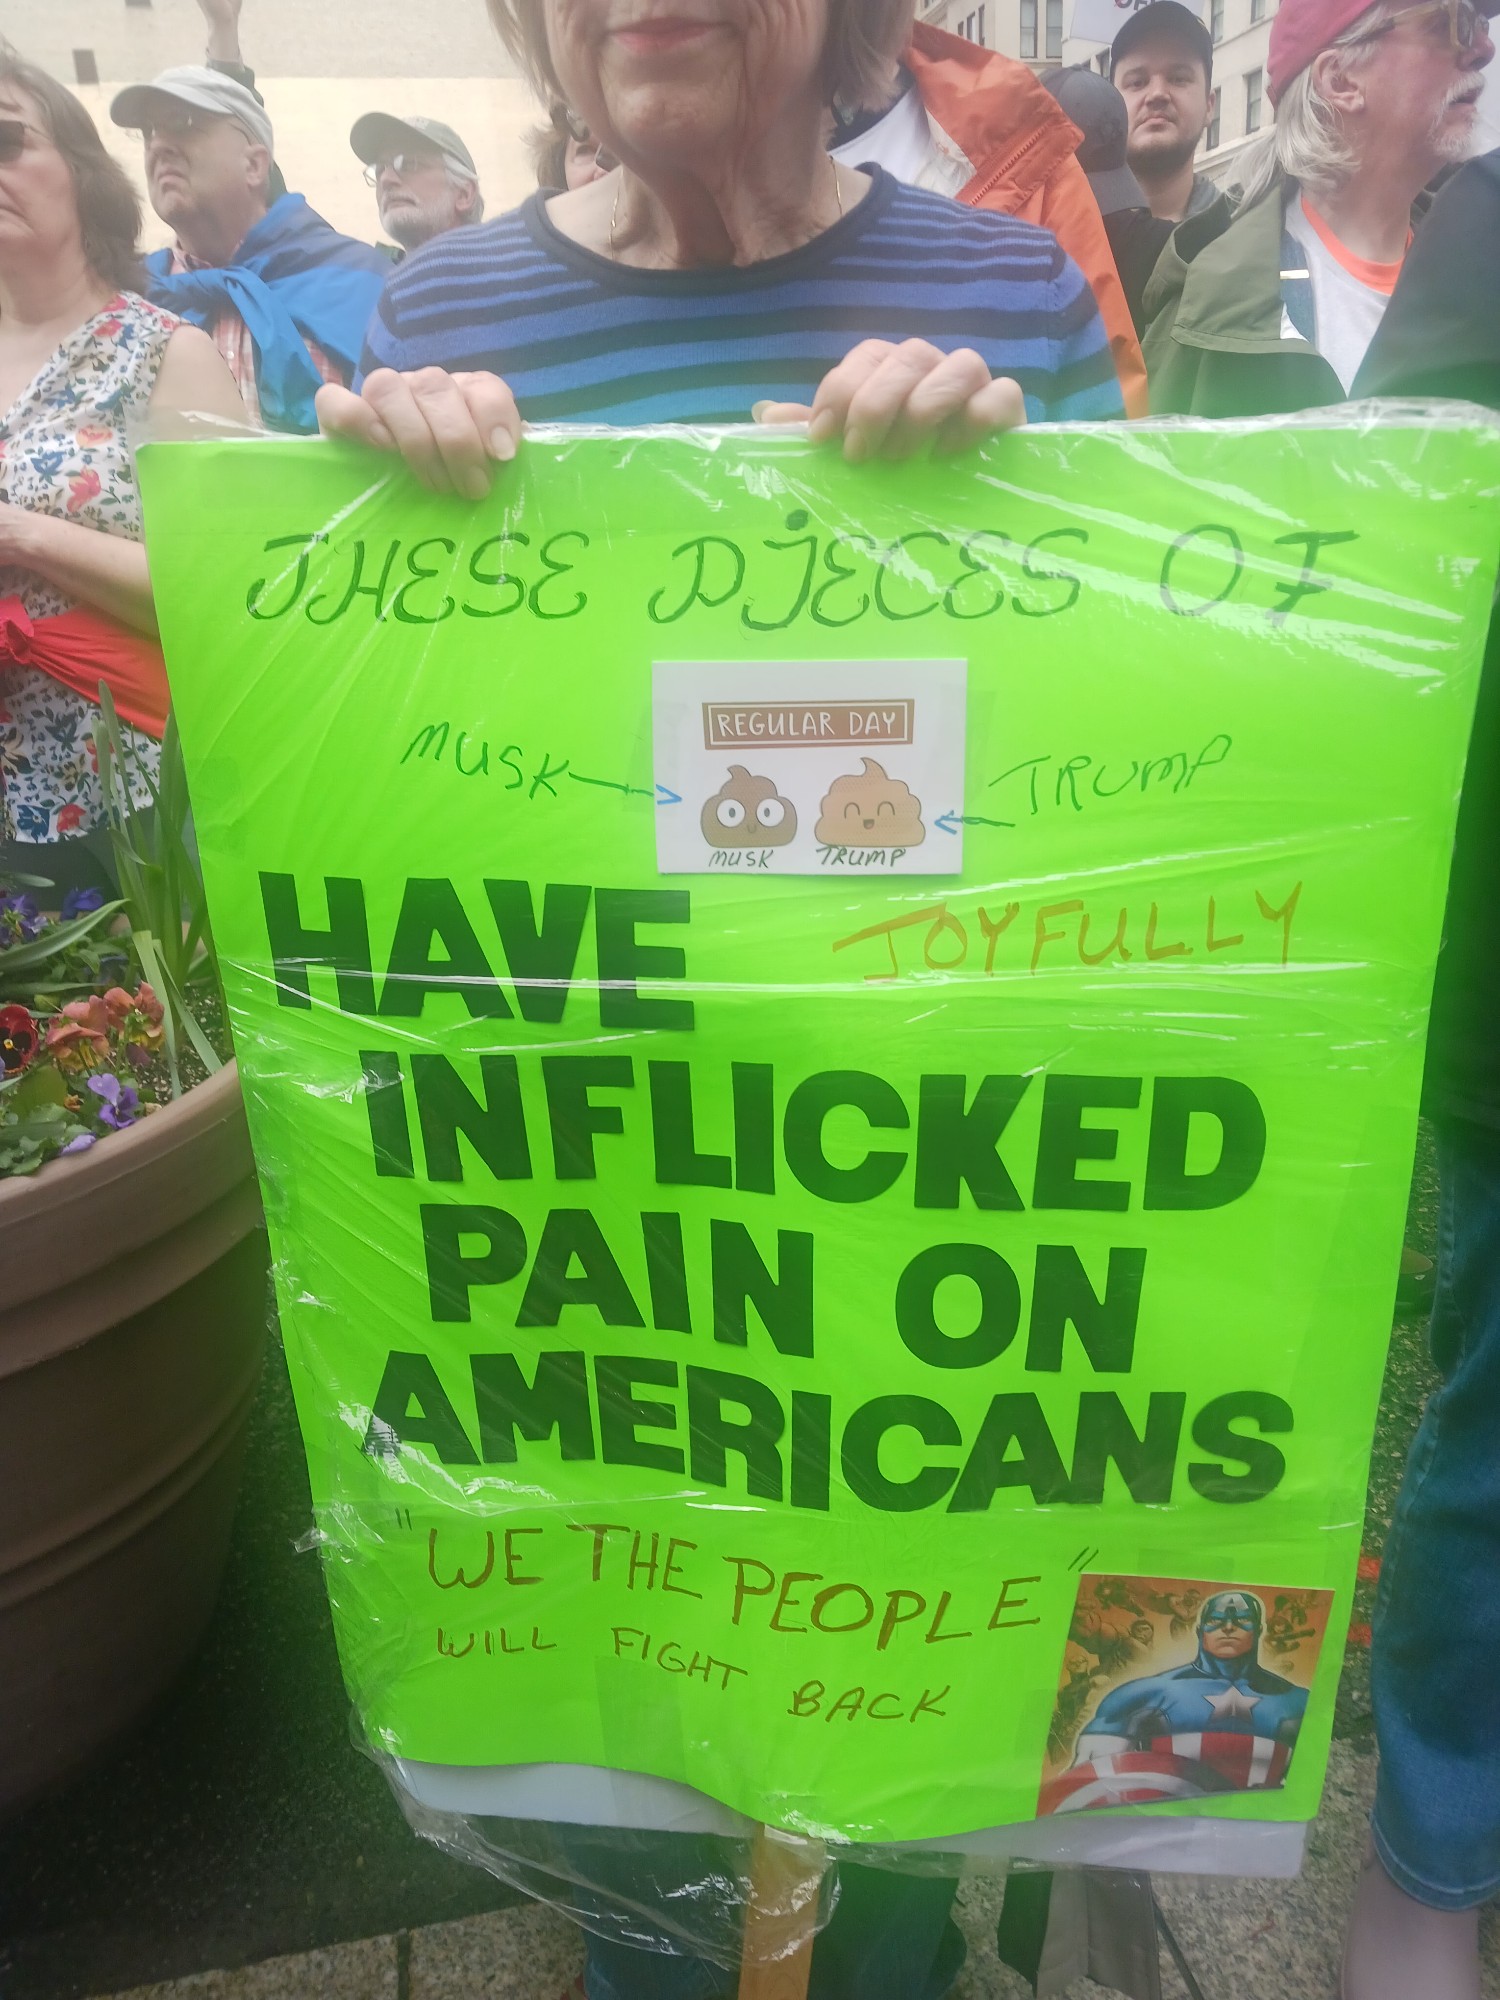 THESE PIECES OF
REGULAR DAY
MUSK
TRUMP
MUSK TRUMP
HAVE JOYFULLY
INFLICKED
PAIN ON
AMERICANS
"WE THE PEOPLE"
WILL FIGHT BACK